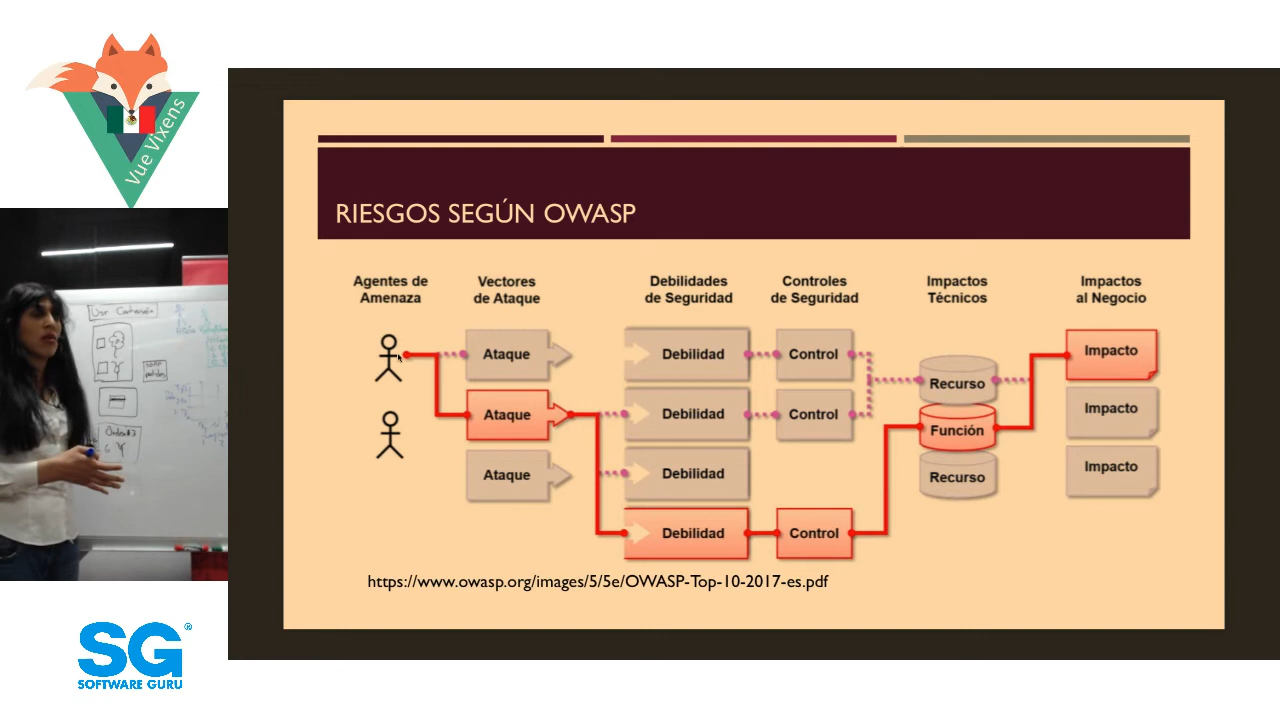 Vue Vixens
RIESGOS SEGÚN OWASP
Agentes de
Amenaza
Vectores
de Ataque
Debilidades
de Seguridad
Controles
de Seguridad
Impactos
Técnicos
Impactos
al Negocio
Ataque
Debilidad
Control
Recurso
Impacto
Ataque
Debilidad
Control
Función
Impacto
Ataque
Debilidad
Recurso
Impacto
Debilidad
Control
https://www.owasp.org/images/5/5e/OWASP-Top-10-2017-es.pdf
SG
®
SOFTWARE GURU